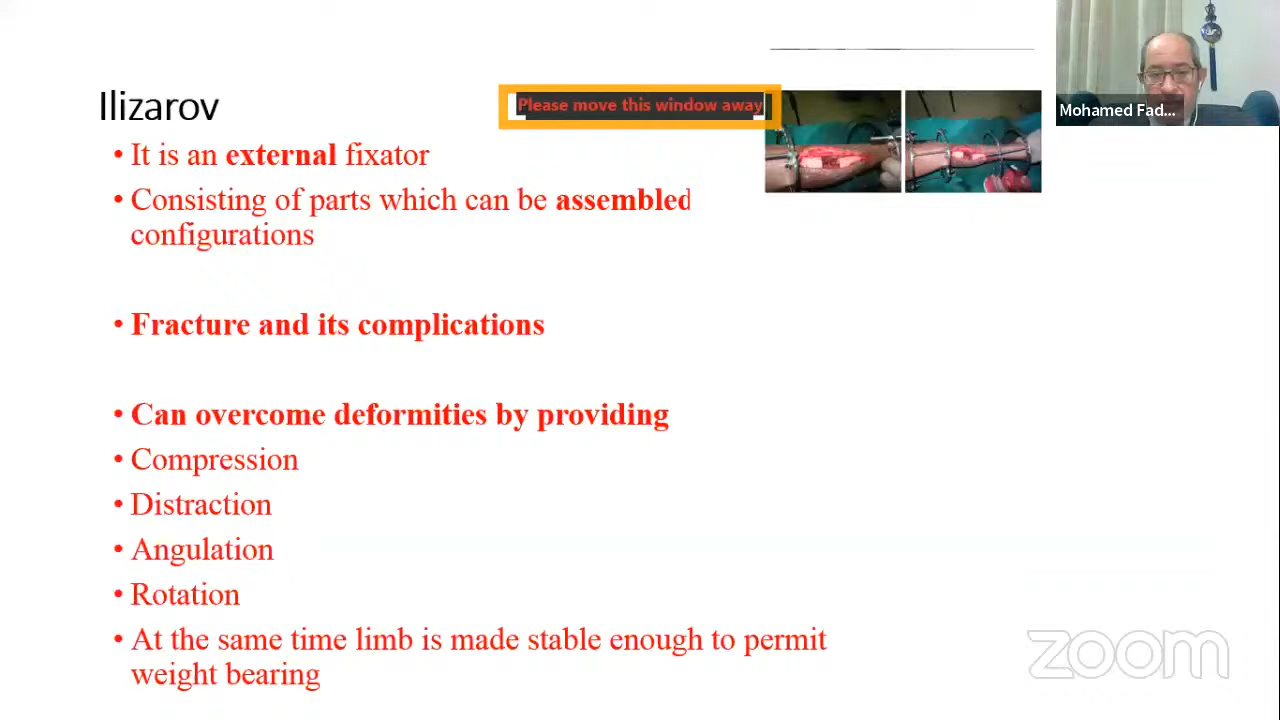 Ilizarov
Please move this window away
Mohamed Fad...
• It is an external fixator
• Consisting of parts which can be assembled
configurations
• Fracture and its complications
• Can overcome deformities by providing
• Compression
• Distraction
• Angulation
• Rotation
• At the same time limb is made stable enough to permit
weight bearing
zoom